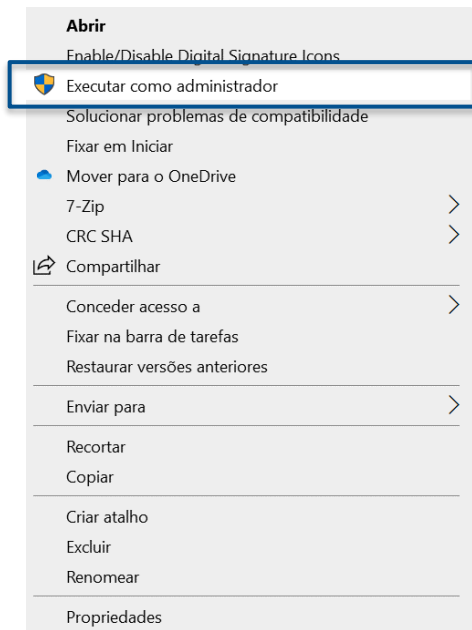 Abrir
Enable/Disable Digital Signature Icons
Executar como administrador
Solucionar problemas de compatibilidade
Fixar em Iniciar
Mover para o OneDrive
7-Zip
CRC SHA
Compartilhar
Conceder acesso a
Fixar na barra de tarefas
Restaurar versões anteriores
Enviar para
Recortar
Copiar
Criar atalho
Excluir
Renomear
Propriedades